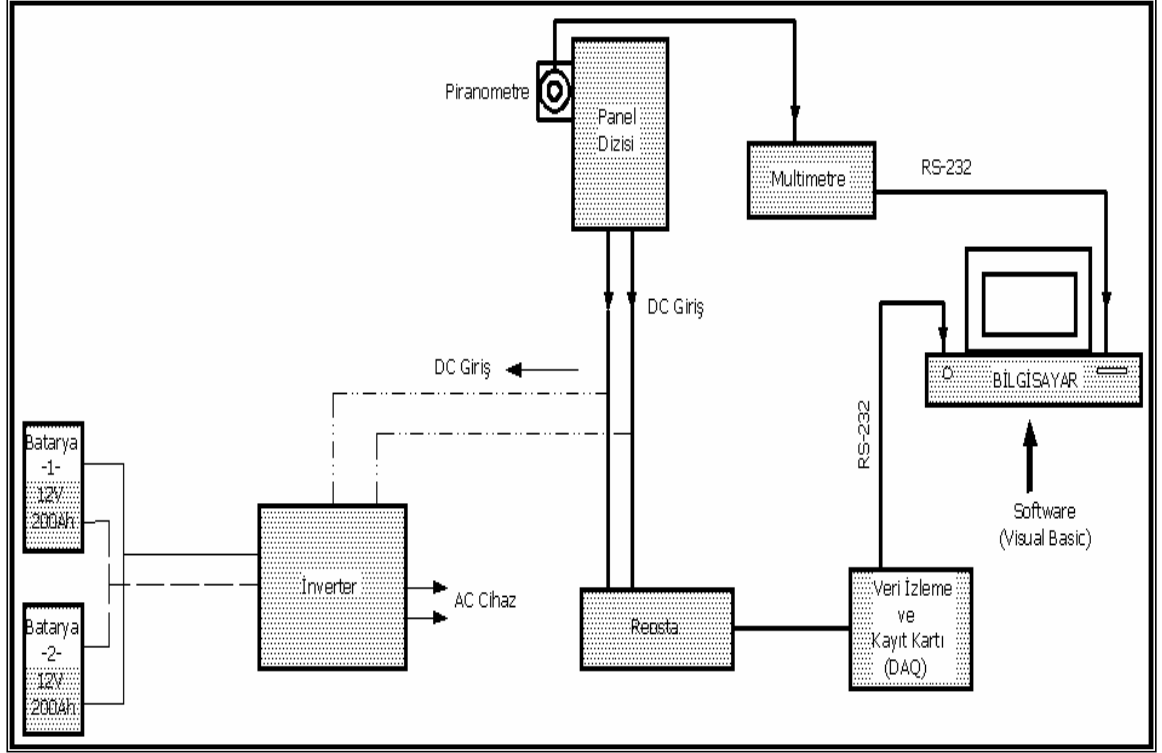 Piranometre
Panel
Dizisi
Multimetre
RS-232
DC Giriş
DC Giriş
BİLGİSAYAR
RS-232
Software
(Visual Basic)
Batarya
-1-
12V
200Ah
İnverter
AC Cihaz
Reosta
Veri İzleme
ve
Kayıt Kartı
(DAQ)
Batarya
-2-
12V
200Ah